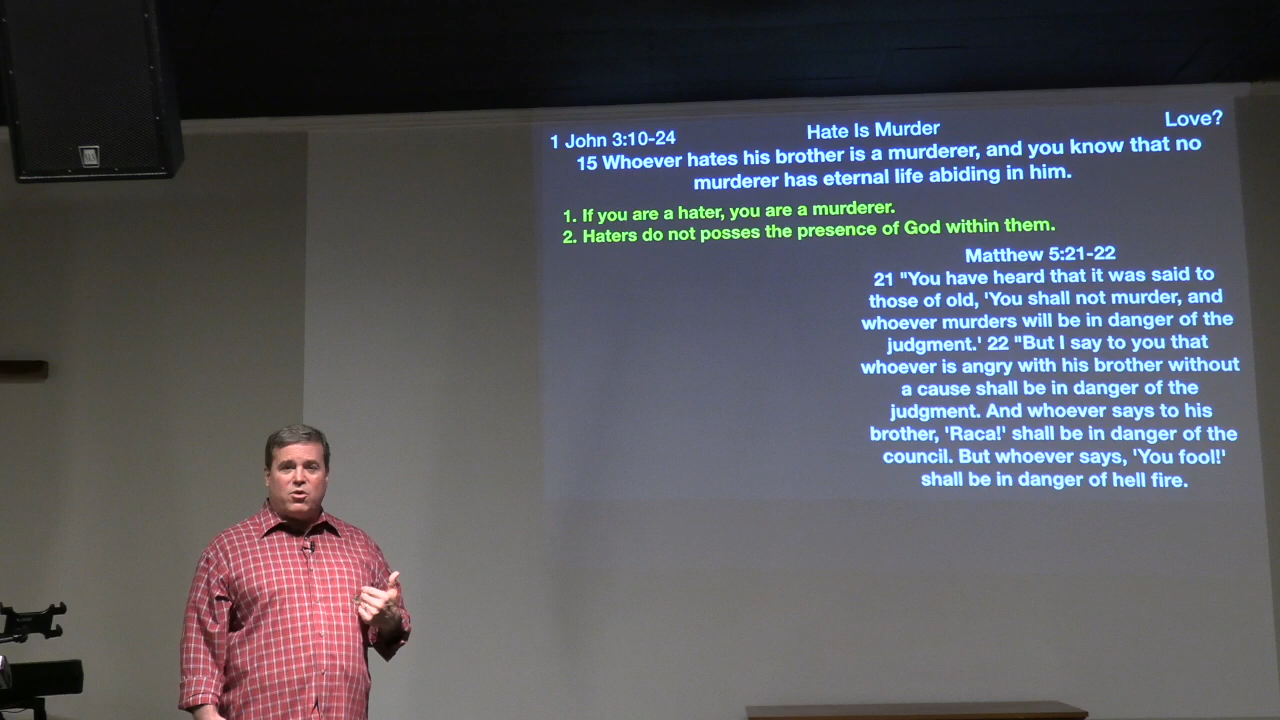 1 John 3:10-24 Hate Is Murder Love?
15 Whoever hates his brother is a murderer, and you know that no
murderer has eternal life abiding in him.
1. If you are a hater, you are a murderer.
2. Haters do not posses the presence of God within them.
Matthew 5:21-22
21 "You have heard that it was said to
those of old, 'You shall not murder, and
whoever murders will be in danger of the
judgment.' 22 "But I say to you that
whoever is angry with his brother without
a cause shall be in danger of the
judgment. And whoever says to his
brother, 'Raca!' shall be in danger of the
council. But whoever says, 'You fool!'
shall be in danger of hell fire.